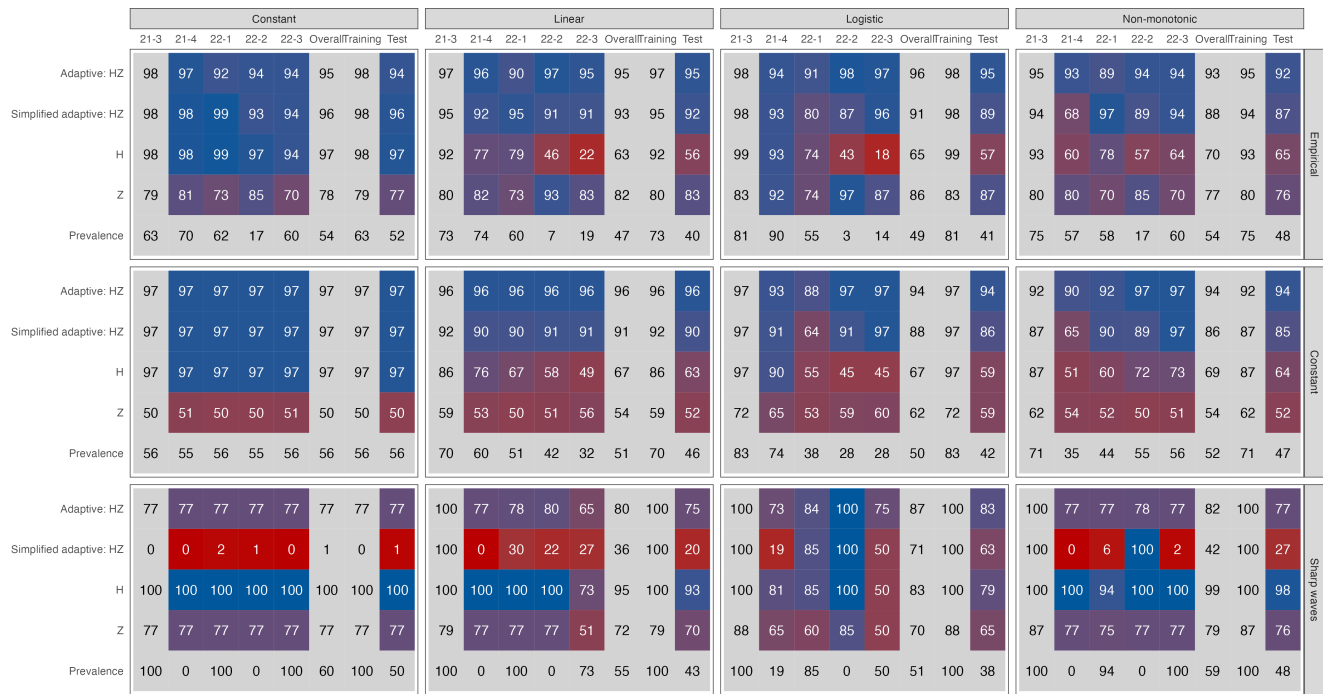 Constant Linear Logistic Non-monotonic
21-3 21-4 22-1 22-2 22-3 Overall Training Test 21-3 21-4 22-1 22-2 22-3 Overall Training Test 21-3 21-4 22-1 22-2 22-3 Overall Training Test 21-3 21-4 22-1 22-2 22-3 Overall Training Test
Adaptive: HZ 98 97 92 94 94 95 98 94 97 96 90 97 95 95 97 95 98 94 91 98 97 96 98 95 95 93 89 94 94 93 95 92
Simplified adaptive: HZ 98 98 99 93 94 96 98 96 95 92 95 91 91 93 95 92 98 93 80 87 96 91 98 89 94 68 97 89 94 88 94 87
H 98 98 99 97 94 97 98 97 92 77 79 46 22 63 92 56 99 93 74 43 18 65 99 57 93 60 78 57 64 70 93 65
Z 79 81 73 85 70 78 79 77 80 82 73 93 83 82 80 83 83 92 74 97 87 86 83 87 80 80 70 85 70 77 80 76
Prevalence 63 70 62 17 60 54 63 52 73 74 60 7 19 47 73 40 81 90 55 3 14 49 81 41 75 57 58 17 60 54 75 48
Empirical
Adaptive: HZ 97 97 97 97 97 97 97 97 96 96 96 96 96 96 96 96 97 93 88 97 97 94 97 94 92 90 92 97 97 94 92 94
Simplified adaptive: HZ 97 97 97 97 97 97 97 97 92 90 90 91 91 91 92 90 97 91 64 91 97 88 97 86 87 65 90 89 97 86 87 85
H 97 97 97 97 97 97 97 97 86 76 67 58 49 67 86 63 97 90 55 45 45 67 97 59 87 51 60 72 73 69 87 64
Z 50 51 50 50 51 50 50 50 59 53 50 51 56 54 59 52 72 65 53 59 60 62 72 59 62 54 52 50 51 54 62 52
Prevalence 56 55 56 55 56 56 56 56 70 60 51 42 32 51 70 46 83 74 38 28 28 50 83 42 71 35 44 55 56 52 71 47
Constant
Adaptive: HZ 77 77 77 77 77 77 77 77 100 77 78 80 65 80 100 75 100 73 84 100 75 87 100 83 100 77 77 78 77 82 100 77
Simplified adaptive: HZ 0 0 2 1 0 1 0 1 100 0 30 22 27 36 100 20 100 19 85 100 50 71 100 63 100 0 6 100 2 42 100 27
H 100 100 100 100 100 100 100 100 100 100 100 100 73 95 100 93 100 81 85 100 50 83 100 79 100 100 94 100 100 99 100 98
Z 77 77 77 77 77 77 77 77 79 77 77 77 51 72 79 70 88 65 60 85 50 70 88 65 87 77 75 77 77 79 87 76
Prevalence 100 0 100 0 100 60 100 50 100 0 100 0 73 55 100 43 100 19 85 0 50 51 100 38 100 0 94 0 100 59 100 48
Sharp waves